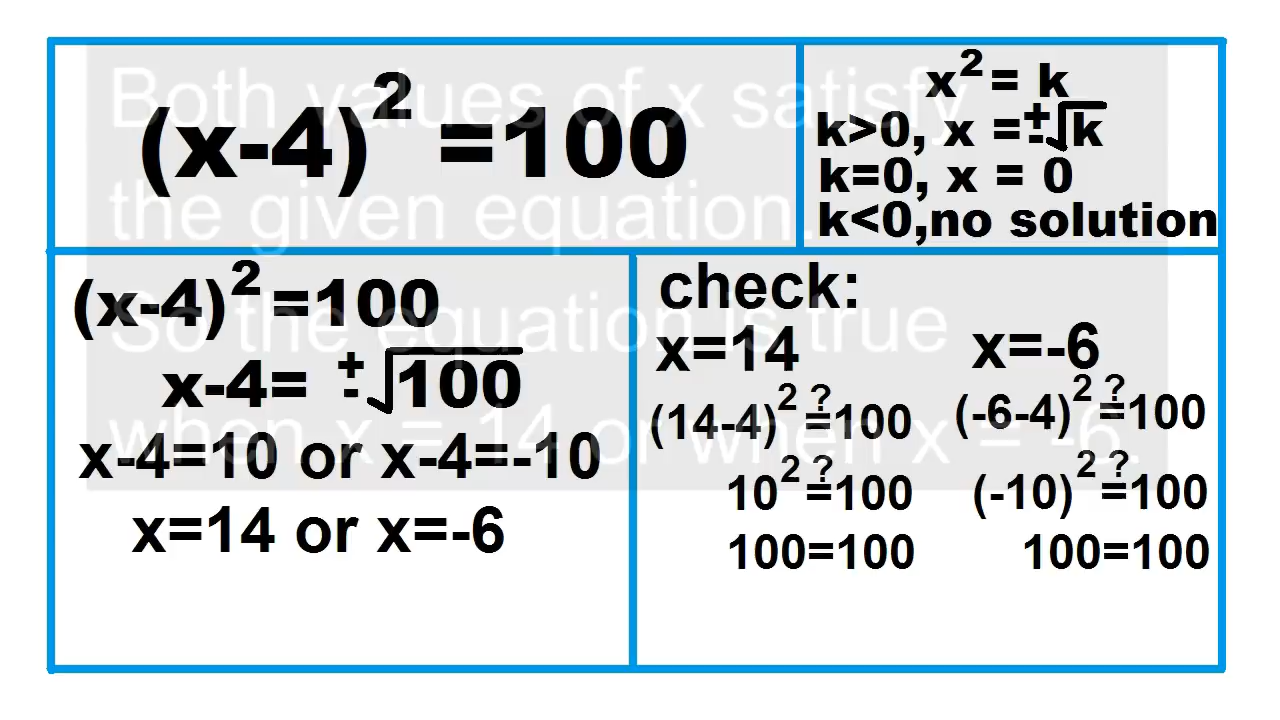 (x-4)² =100
x² = k
k>0, x =±√k
k=0, x = 0
k<0,no solution
(x-4)² =100
x-4= ±√100
x-4=10 or x-4=-10
x=14 or x=-6
check:
x=14
(14-4)² ?=100
10² ?=100
100=100
x=-6
(-6-4)² ?=100
(-10)² ?=100
100=100
Both values of x satisfy
the given equation.
So the equation is true
when x = 14 or when x = -6.